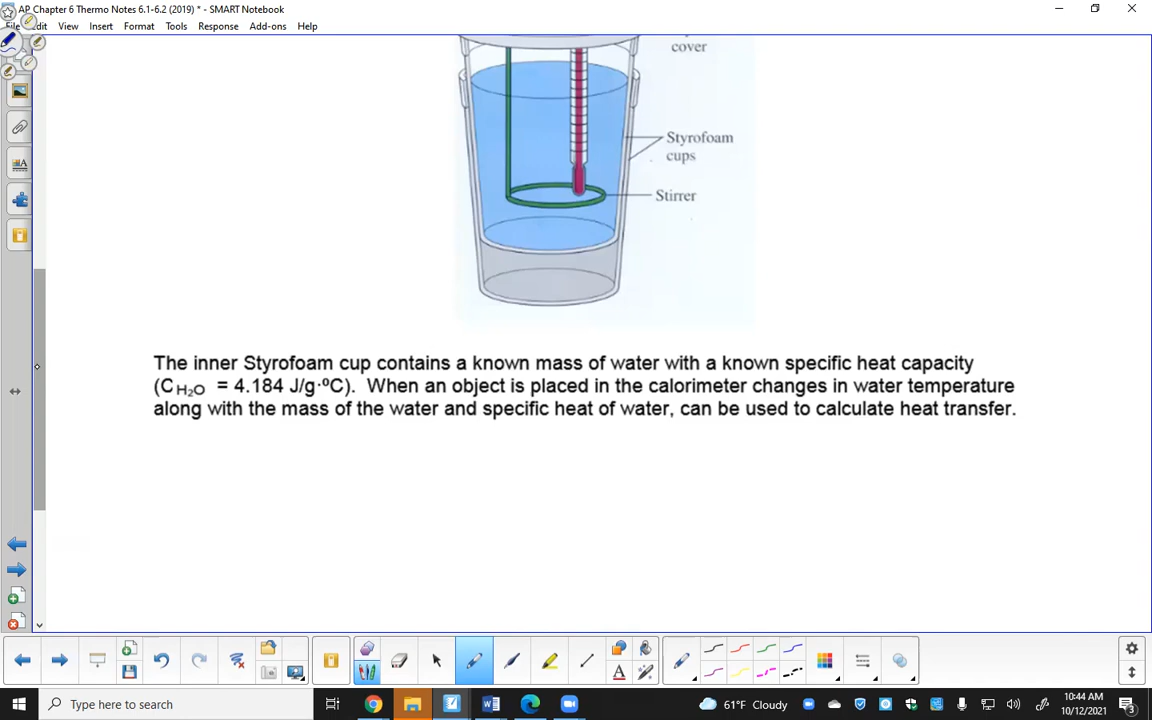 AP Chapter 6 Thermo Notes 6.1-6.2 (2019) * - SMART Notebook
View Insert Format Tools Response Add-ons Help
cover
Styrofoam
cups
Stirrer
The inner Styrofoam cup contains a known mass of water with a known specific heat capacity
(C H₂O = 4.184 J/g·ºC). When an object is placed in the calorimeter changes in water temperature
along with the mass of the water and specific heat of water, can be used to calculate heat transfer.
Type here to search
61°F Cloudy
10:44 AM
10/12/2021
3